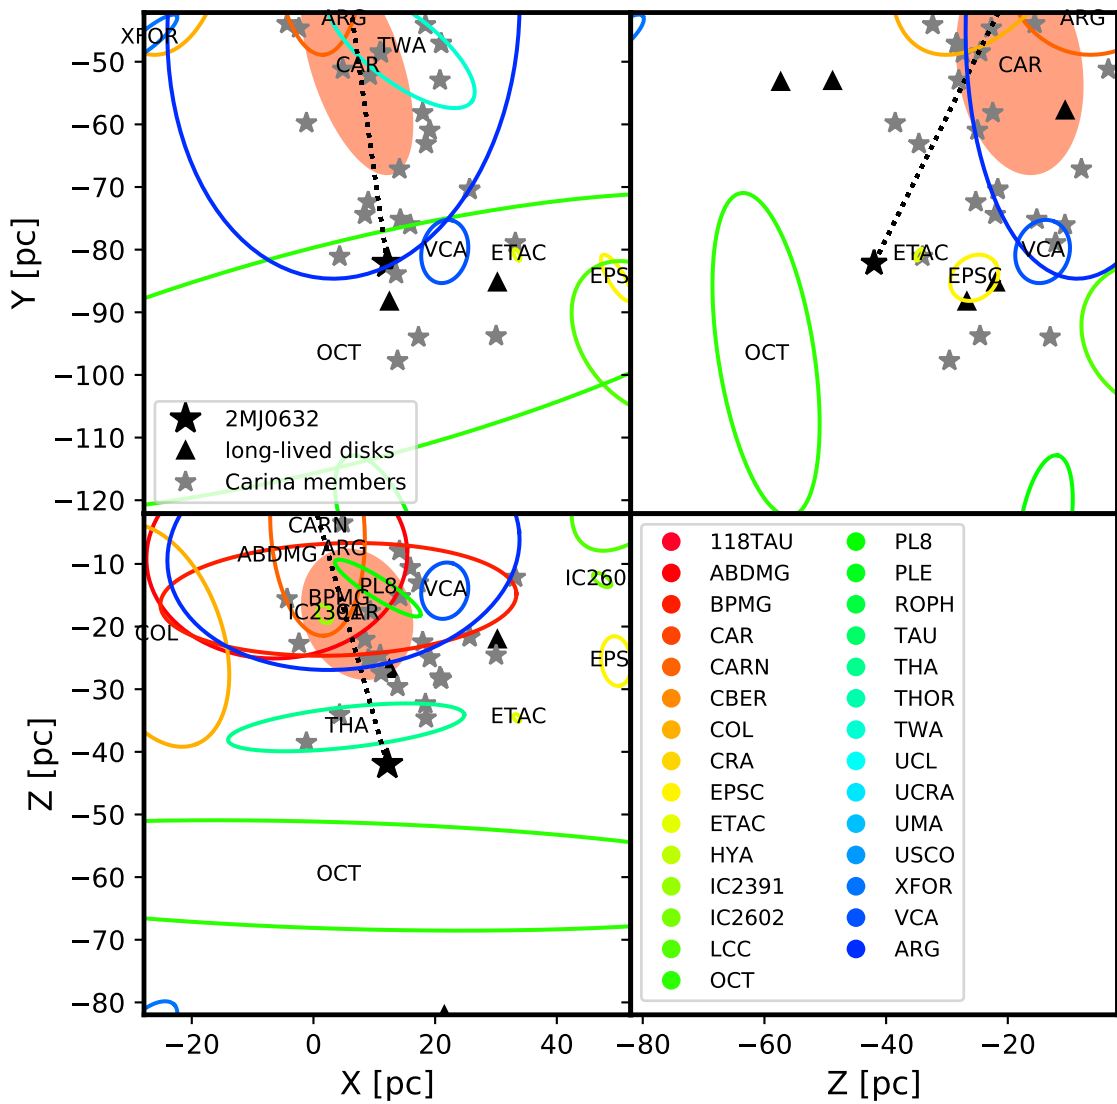 ARG
XFOR
TWA
CAR
VCA
ETAC
EPS
OCT
Y [pc]
−50
−60
−70
−80
−90
−100
−110
−120
2MJ0632
long-lived disks
Carina members
ARG
CAR
ETAC
VCA
EPSC
OCT
CARN
ARG
ABDMG
PL8
BPMG
IC2391
CAR
VCA
IC260
COL
EPS
THA
ETAC
OCT
Z [pc]
−10
−20
−30
−40
−50
−60
−70
−80
−20
0
20
40
X [pc]
118TAU
ABDMG
BPMG
CAR
CARN
CBER
COL
CRA
EPSC
ETAC
HYA
IC2391
IC2602
LCC
OCT
PL8
PLE
ROPH
TAU
THA
THOR
TWA
UCL
UCRA
UMA
USCO
XFOR
VCA
ARG
−80
−60
−40
−20
Z [pc]